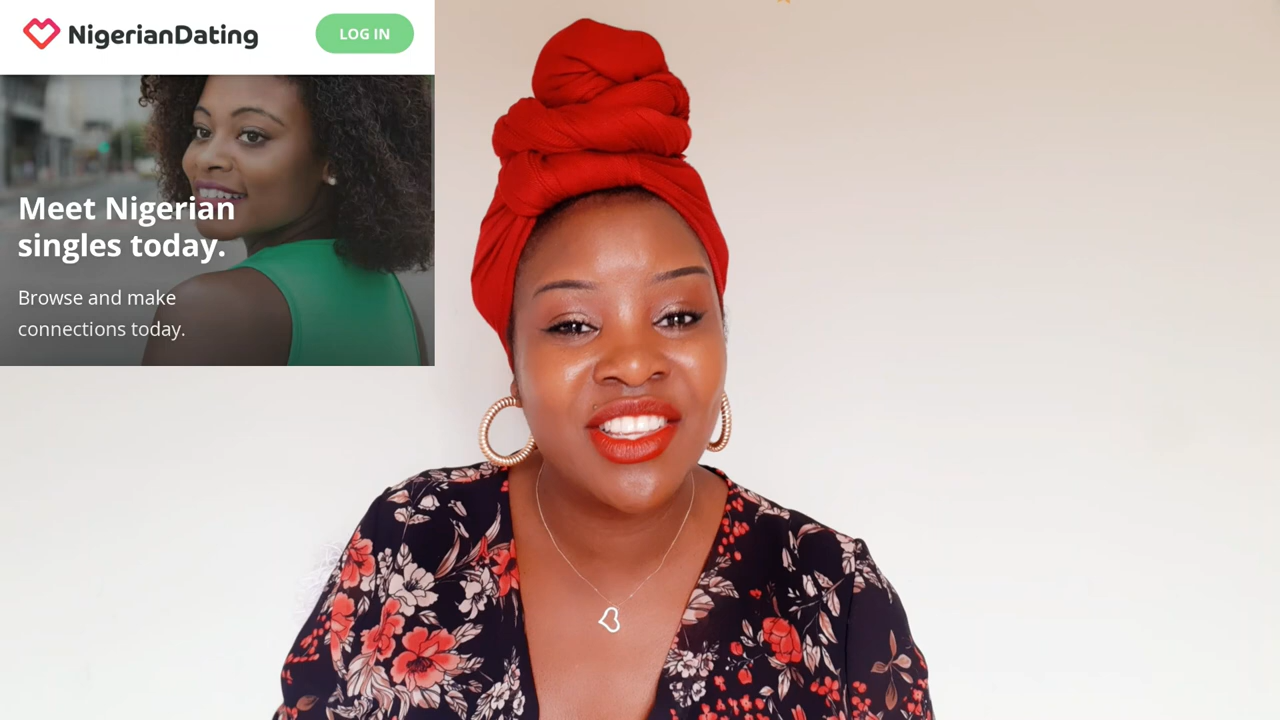 NigerianDating
LOG IN
Meet Nigerian
singles today.
Browse and make
connections today.